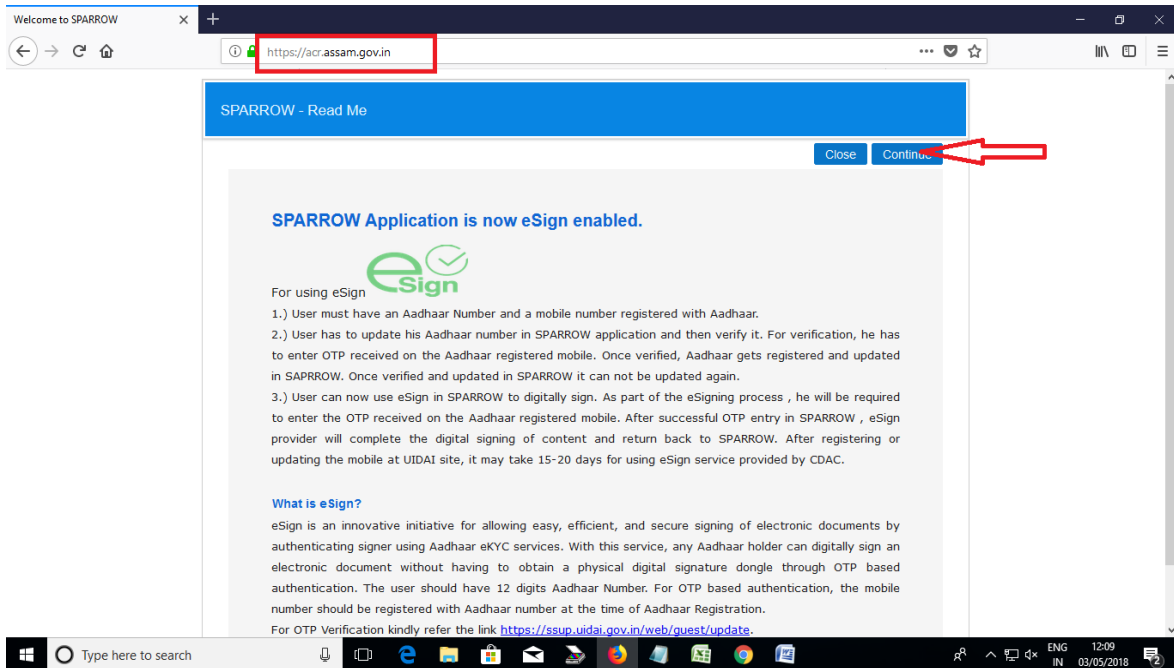 Welcome to SPARROW
https://acr.assam.gov.in
SPARROW - Read Me
Close Continue
SPARROW Application is now eSign enabled.
For using eSign eSign
1.) User must have an Aadhaar Number and a mobile number registered with Aadhaar.
2.) User has to update his Aadhaar number in SPARROW application and then verify it. For verification, he has
to enter OTP received on the Aadhaar registered mobile. Once verified, Aadhaar gets registered and updated
in SAPRROW. Once verified and updated in SPARROW it can not be updated again.
3.) User can now use eSign in SPARROW to digitally sign. As part of the eSigning process , he will be required
to enter the OTP received on the Aadhaar registered mobile. After successful OTP entry in SPARROW , eSign
provider will complete the digital signing of content and return back to SPARROW. After registering or
updating the mobile at UIDAI site, it may take 15-20 days for using eSign service provided by CDAC.
What is eSign?
eSign is an innovative initiative for allowing easy, efficient, and secure signing of electronic documents by
authenticating signer using Aadhaar eKYC services. With this service, any Aadhaar holder can digitally sign an
electronic document without having to obtain a physical digital signature dongle through OTP based
authentication. The user should have 12 digits Aadhaar Number. For OTP based authentication, the mobile
number should be registered with Aadhaar number at the time of Aadhaar Registration.
For OTP Verification kindly refer the link https://ssup.uidai.gov.in/web/guest/update.
Type here to search
ENG 12:09
IN 03/05/2018